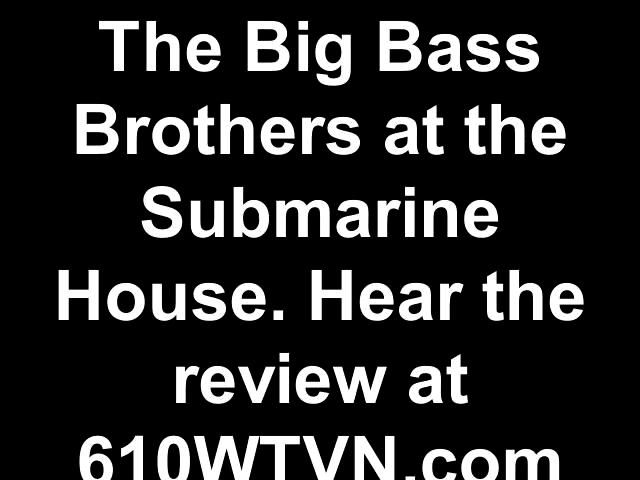 The Big Bass
Brothers at the
Submarine
House. Hear the
review at
610WTVN.com